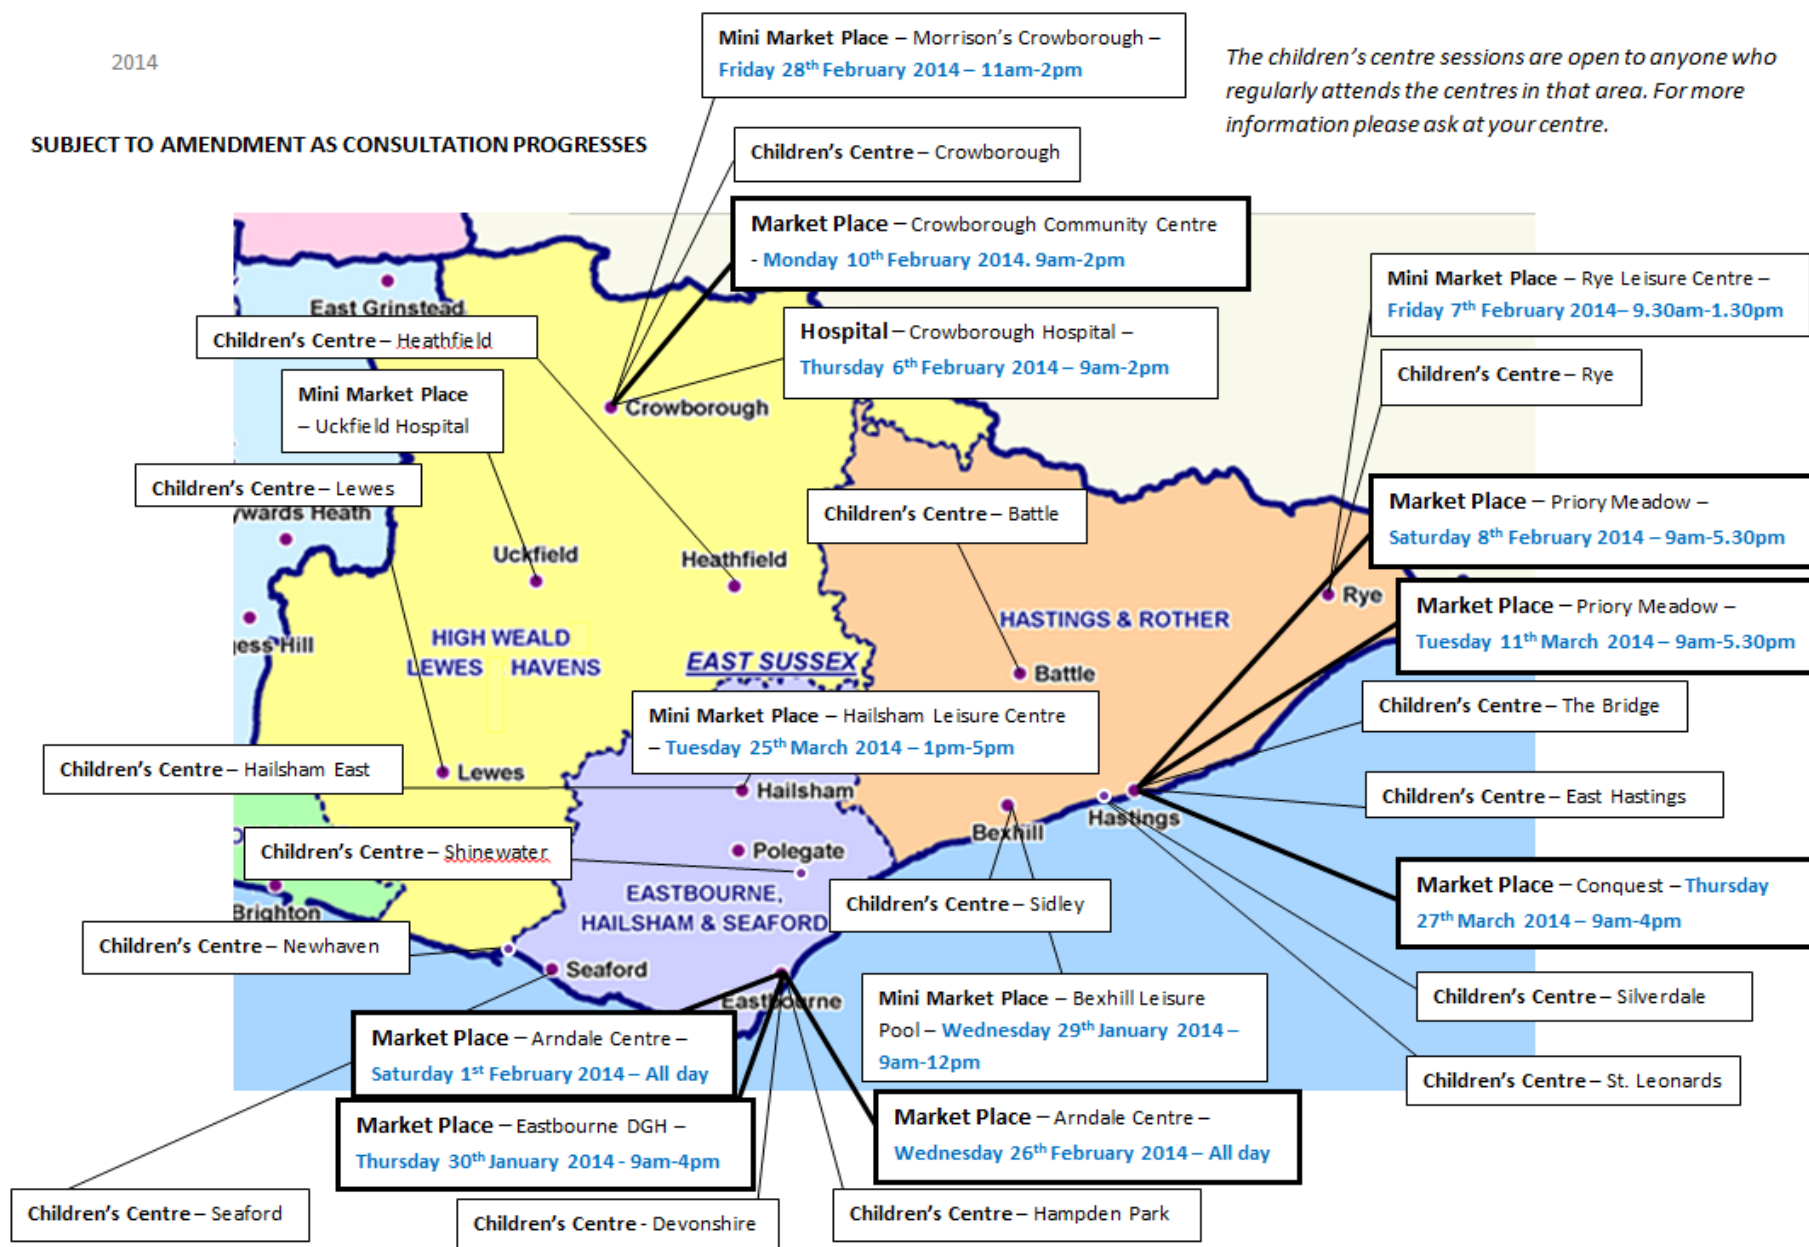 2014
SUBJECT TO AMENDMENT AS CONSULTATION PROGRESSES
The children's centre sessions are open to anyone who
regularly attends the centres in that area. For more
information please ask at your centre.
Mini Market Place – Morrison's Crowborough –
Friday 28th February 2014 – 11am-2pm
Children's Centre – Crowborough
Market Place – Crowborough Community Centre
- Monday 10th February 2014. 9am-2pm
Hospital – Crowborough Hospital –
Thursday 6th February 2014 – 9am-2pm
Mini Market Place – Rye Leisure Centre –
Friday 7th February 2014– 9.30am-1.30pm
Children's Centre – Rye
East Grinstead
Children's Centre – Heathfield
Mini Market Place
– Uckfield Hospital
Crowborough
Children's Centre – Lewes
wards Heath
Children's Centre – Battle
Market Place – Priory Meadow –
Saturday 8th February 2014 – 9am-5.30pm
Uckfield
Heathfield
Rye
Market Place – Priory Meadow –
Tuesday 11th March 2014 – 9am-5.30pm
gess Hill
HIGH WEALD
LEWES HAVENS
EAST SUSSEX
HASTINGS & ROTHER
Battle
Mini Market Place – Hailsham Leisure Centre
– Tuesday 25th March 2014 – 1pm-5pm
Children's Centre – The Bridge
Children's Centre – Hailsham East
Lewes
Hailsham
Children's Centre – East Hastings
Bexhill
Hastings
Children's Centre – Shinewater
Polegate
Market Place – Conquest – Thursday
27th March 2014 – 9am-4pm
Brighton
EASTBOURNE,
HAILSHAM & SEAFORD
Children's Centre – Sidley
Children's Centre – Newhaven
Seaford
Eastbourne
Mini Market Place – Bexhill Leisure
Pool – Wednesday 29th January 2014 –
9am-12pm
Children's Centre – Silverdale
Market Place – Arndale Centre –
Saturday 1st February 2014 – All day
Children's Centre – St. Leonards
Market Place – Eastbourne DGH –
Thursday 30th January 2014 - 9am-4pm
Market Place – Arndale Centre –
Wednesday 26th February 2014 – All day
Children's Centre – Seaford
Children's Centre - Devonshire
Children's Centre – Hampden Park